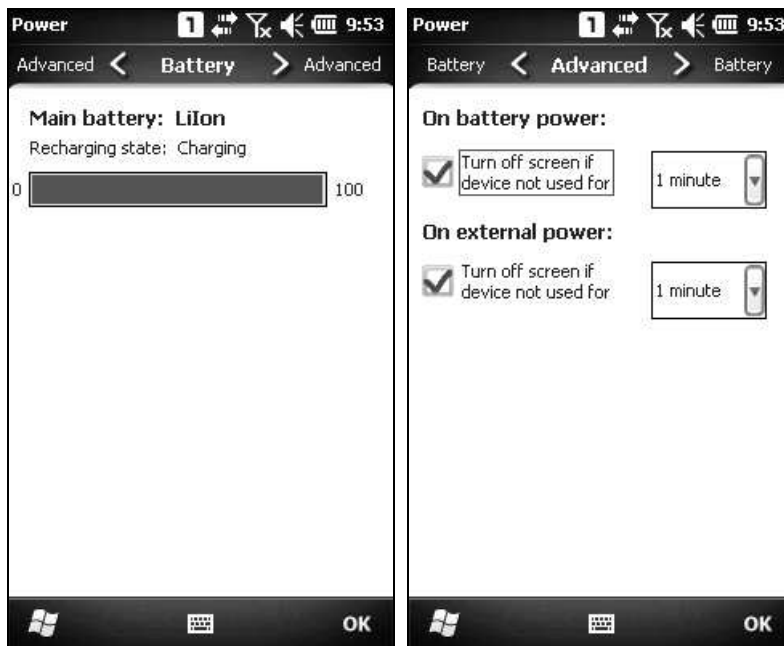 Power
1
9:53
Advanced < Battery > Advanced
Main battery: LiIon
Recharging state: Charging
0
100
OK
Power
1
9:53
Battery < Advanced > Battery
On battery power:
Turn off screen if
device not used for
1 minute
On external power:
Turn off screen if
device not used for
1 minute
OK